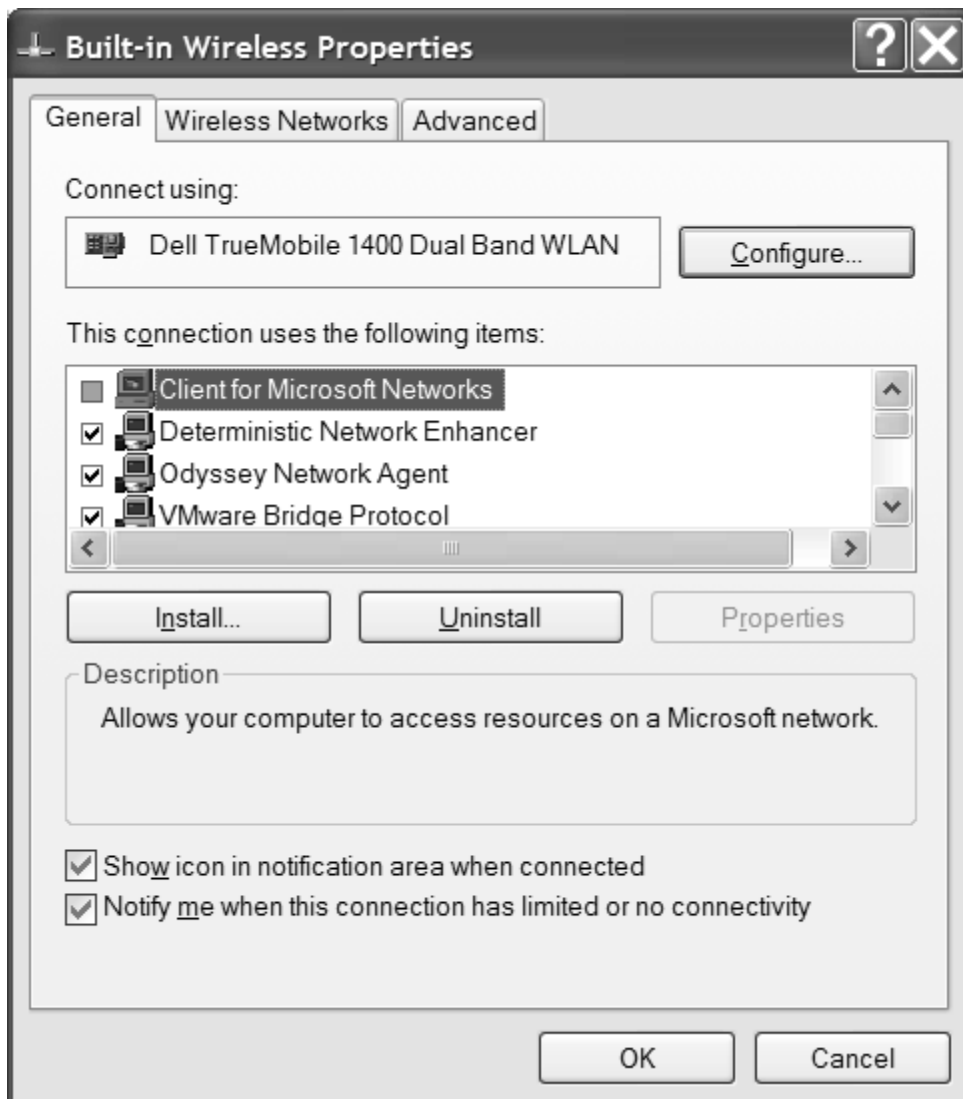 Built-in Wireless Properties
General Wireless Networks Advanced
Connect using:
Dell TrueMobile 1400 Dual Band WLAN Configure...
This connection uses the following items:
Client for Microsoft Networks
Deterministic Network Enhancer
Odyssey Network Agent
VMware Bridge Protocol
Install... Uninstall Properties
Description
Allows your computer to access resources on a Microsoft network.
Show icon in notification area when connected
Notify me when this connection has limited or no connectivity
OK Cancel